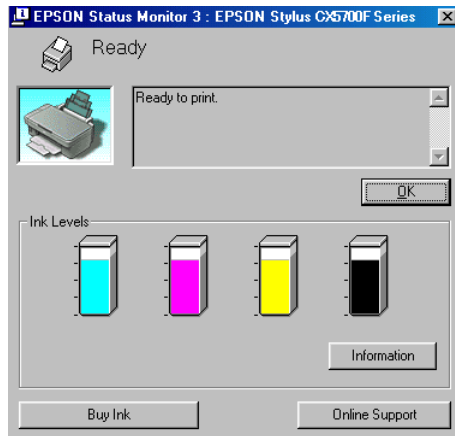 EPSON Status Monitor 3 : EPSON Stylus CX5700F Series
Ready
Ready to print.
OK
Ink Levels
Information
Buy Ink
Online Support